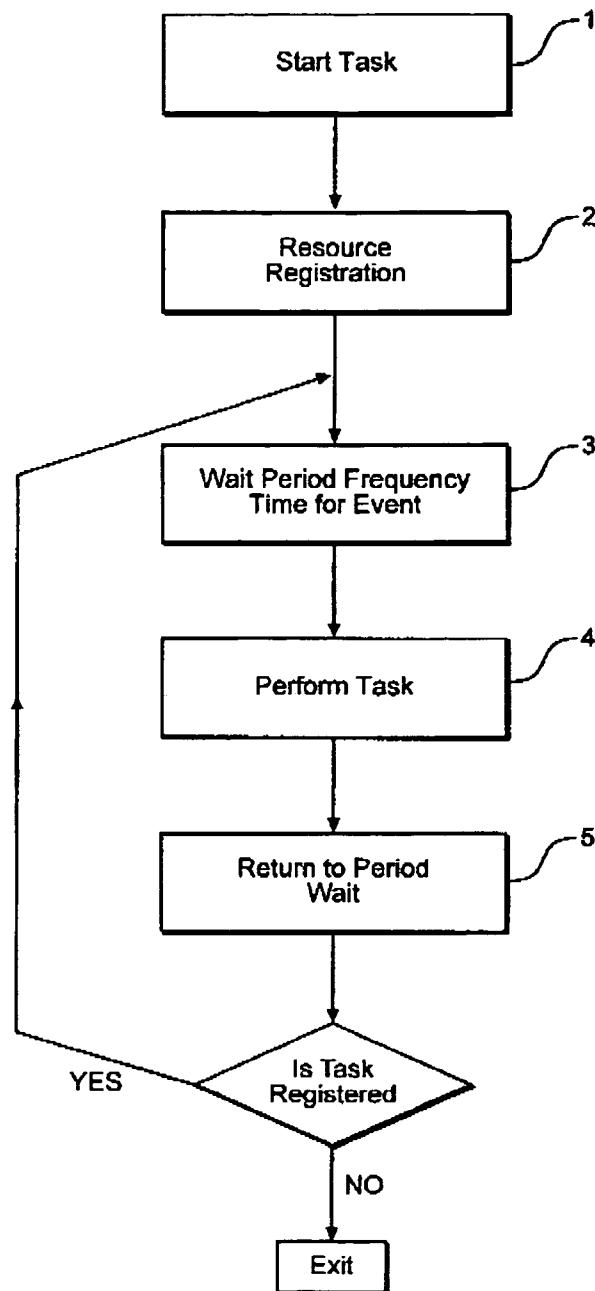 1
Start Task
2
Resource
Registration
3
Wait Period Frequency
Time for Event
4
Perform Task
5
Return to Period
Wait
Is Task
Registered
YES
NO
Exit